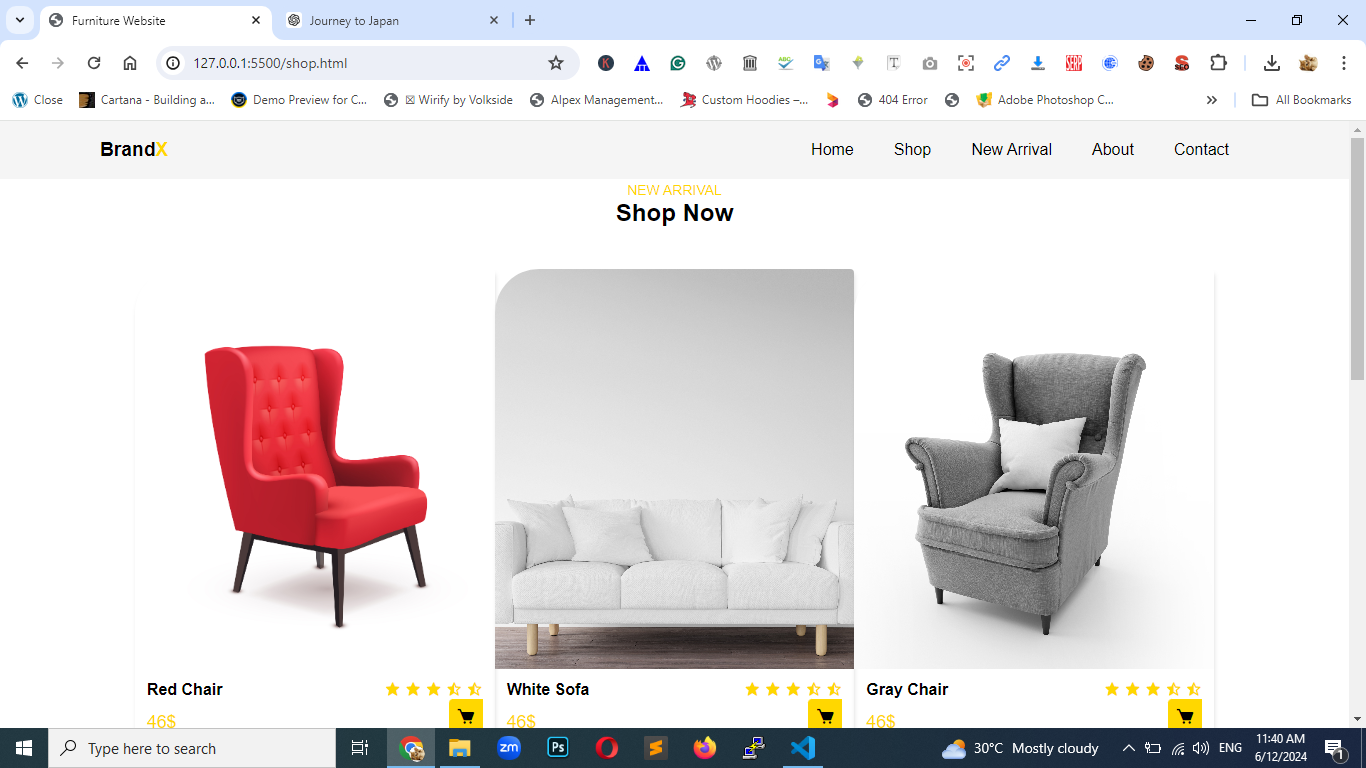 Furniture Website
Journey to Japan
127.0.0.1:5500/shop.html
Close
Cartana - Building a...
Demo Preview for C...
Wirify by Volkside
Alpex Management...
Custom Hoodies –...
404 Error
Adobe Photoshop C...
All Bookmarks
BrandX
Home
Shop
New Arrival
About
Contact
NEW ARRIVAL
Shop Now
Red Chair
White Sofa
Gray Chair
46$
46$
46$
Type here to search
zm
Ps
30°C Mostly cloudy
ENG
11:40 AM
6/12/2024
1